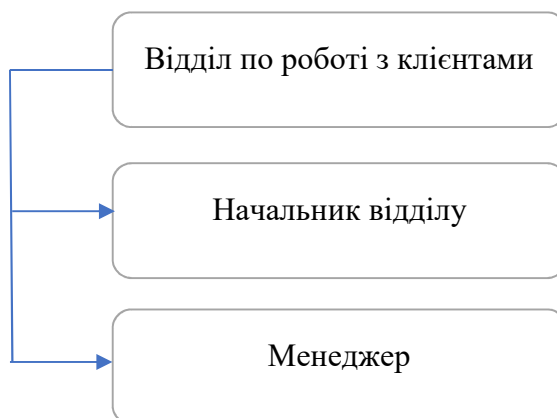 Відділ по роботі з клієнтами
Начальник відділу
Менеджер